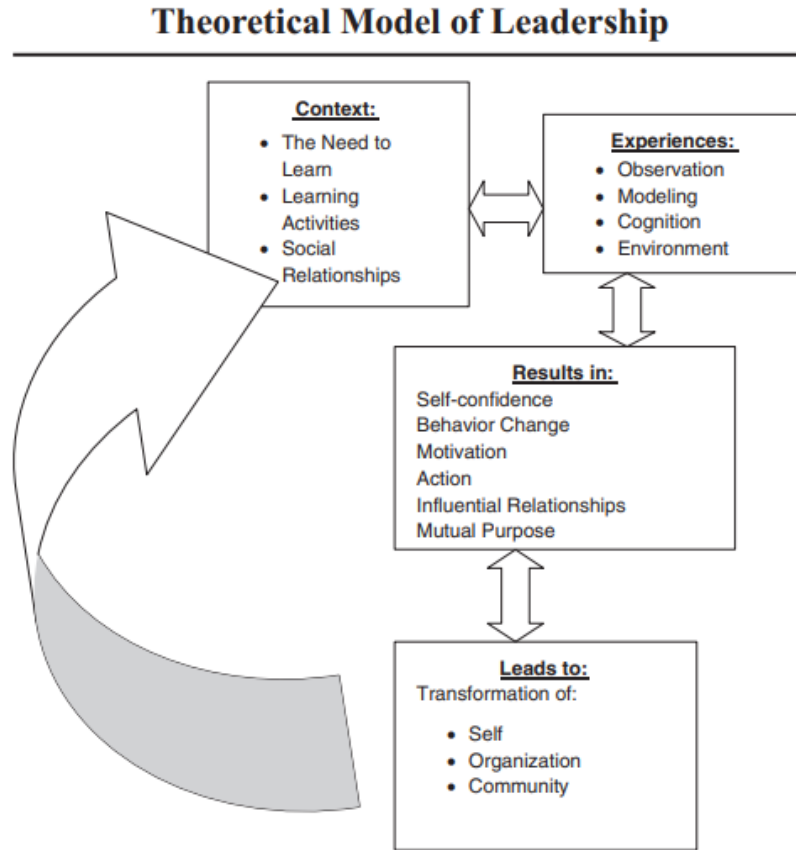 Theoretical Model of Leadership
Context:
• The Need to
Learn
• Learning
Activities
• Social
Relationships
Experiences:
• Observation
• Modeling
• Cognition
• Environment
Results in:
Self-confidence
Behavior Change
Motivation
Action
Influential Relationships
Mutual Purpose
Leads to:
Transformation of:
• Self
• Organization
• Community